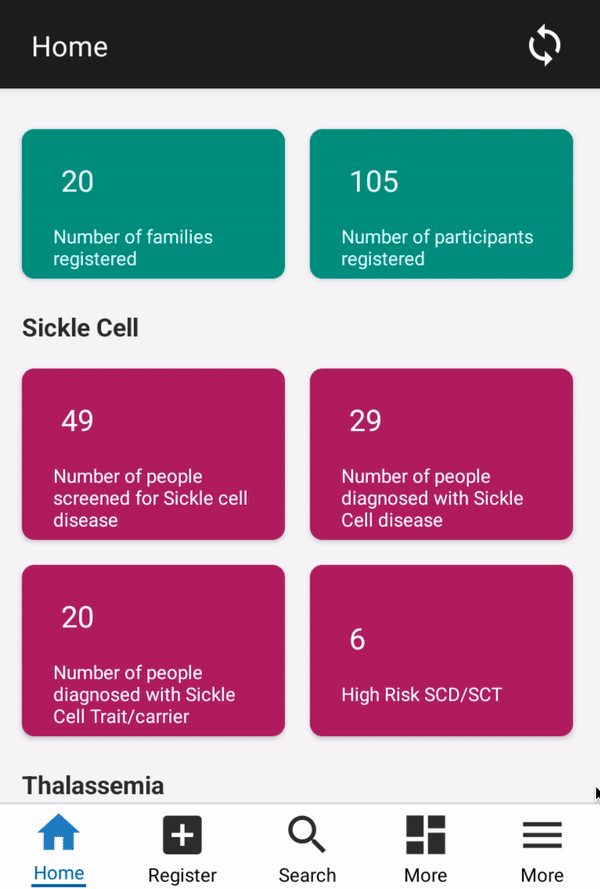 Home
20
105
Number of families
registered
Number of participants
registered
Sickle Cell
49
29
Number of people
screened for Sickle cell
disease
Number of people
diagnosed with Sickle
Cell disease
20
6
Number of people
diagnosed with Sickle
Cell Trait/carrier
High Risk SCD/SCT
Thalassemia
Home
Register
Search
More
More